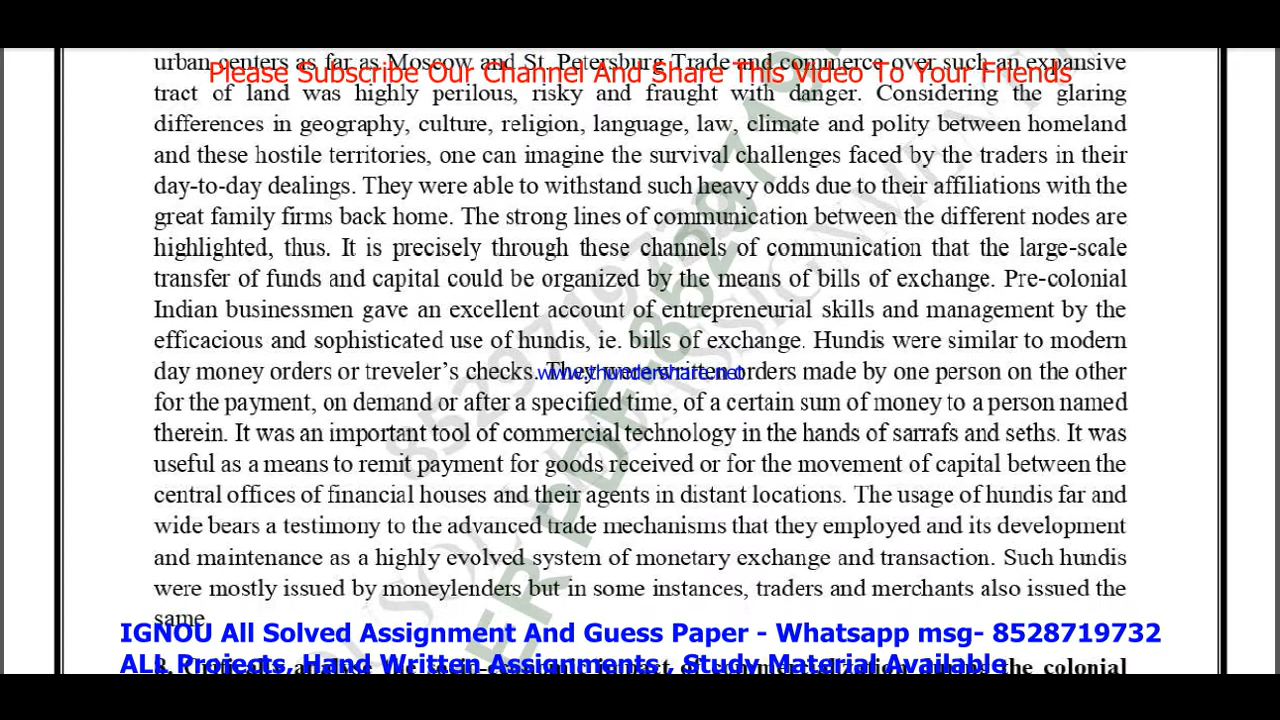 urban centers as far as Moscow and St. Petersburg Trade and commerce over such an expansive
Please Subscribe Our Channel And Share This Video To Your Friends
tract of land was highly perilous, risky and fraught with danger. Considering the glaring
differences in geography, culture, religion, language, law, climate and polity between homeland
and these hostile territories, one can imagine the survival challenges faced by the traders in their
day-to-day dealings. They were able to withstand such heavy odds due to their affiliations with the
great family firms back home. The strong lines of communication between the different nodes are
highlighted, thus. It is precisely through these channels of communication that the large-scale
transfer of funds and capital could be organized by the means of bills of exchange. Pre-colonial
Indian businessmen gave an excellent account of entrepreneurial skills and management by the
efficacious and sophisticated use of hundis, ie. bills of exchange. Hundis were similar to modern
day money orders or treveler's checks. They were written orders made by one person on the other
www.thundershare.net
for the payment, on demand or after a specified time, of a certain sum of money to a person named
therein. It was an important tool of commercial technology in the hands of sarrafs and seths. It was
useful as a means to remit payment for goods received or for the movement of capital between the
central offices of financial houses and their agents in distant locations. The usage of hundis far and
wide bears a testimony to the advanced trade mechanisms that they employed and its development
and maintenance as a highly evolved system of monetary exchange and transaction. Such hundis
were mostly issued by moneylenders but in some instances, traders and merchants also issued the
same.
IGNOU All Solved Assignment And Guess Paper - Whatsapp msg- 8528719732
ALL Projects, Hand Written Assignments , Study Material Available
the colonial